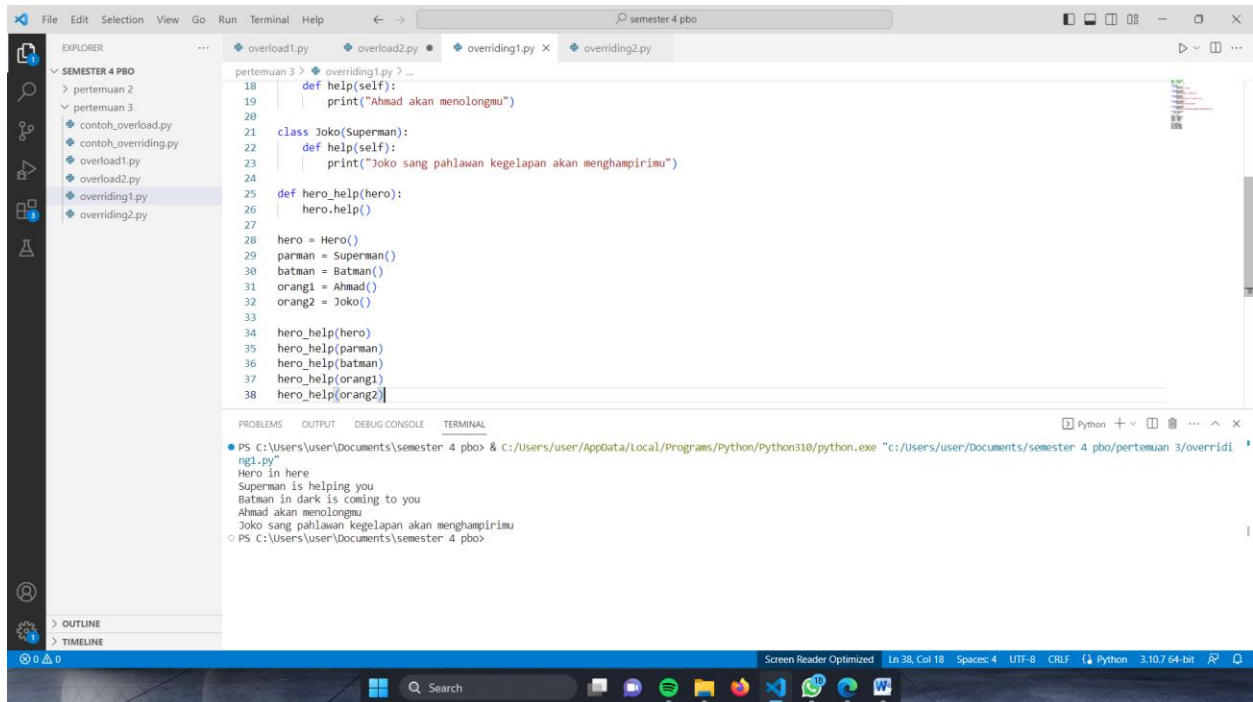 File Edit Selection View Go Run Terminal Help
semester 4 pbo
EXPLORER
SEMESTER 4 PBO
pertemuan 2
pertemuan 3
contoh_overload.py
contoh_overriding.py
overload1.py
overload2.py
overriding1.py
overriding2.py
OUTLINE
TIMELINE
overload1.py overload2.py overriding1.py overriding2.py
pertemuan 3 > overriding1.py > ...
18 def help(self):
19 print("Ahmad akan menolongmu")
20
21 class Joko(Superman):
22 def help(self):
23 print("Joko sang pahlawan kegelapan akan menghampirimu")
24
25 def hero_help(hero):
26 hero.help()
27
28 hero = Hero()
29 parman = Superman()
30 batman = Batman()
31 orang1 = Ahmad()
32 orang2 = Joko()
33
34 hero_help(hero)
35 hero_help(parman)
36 hero_help(batman)
37 hero_help(orang1)
38 hero_help(orang2)
PROBLEMS OUTPUT DEBUG CONSOLE TERMINAL
Python
PS C:\Users\user\Documents\semester 4 pbo> & C:/Users/user/AppData/Local/Programs/Python/Python310/python.exe "c:/Users/user/Documents/semester 4 pbo/pertemuan 3/overridi
ng1.py"
Hero in here
Superman is helping you
Batman in dark is coming to you
Ahmad akan menolongmu
Joko sang pahlawan kegelapan akan menghampirimu
PS C:\Users\user\Documents\semester 4 pbo>
0 0
Screen Reader Optimized Ln 38, Col 18 Spaces: 4 UTF-8 CRLF Python 3.10.7 64-bit
Search
18